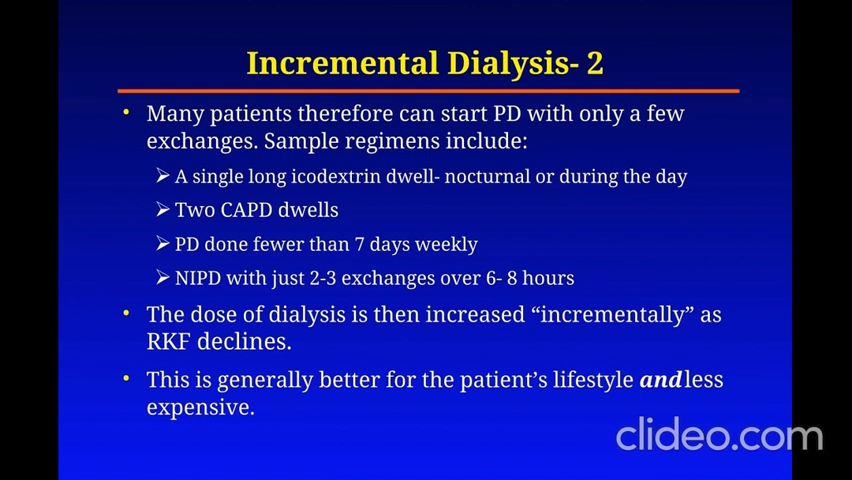 Incremental Dialysis- 2
• Many patients therefore can start PD with only a few
exchanges. Sample regimens include:
➢ A single long icodextrin dwell- nocturnal or during the day
➢ Two CAPD dwells
➢ PD done fewer than 7 days weekly
➢ NIPD with just 2-3 exchanges over 6- 8 hours
• The dose of dialysis is then increased “incrementally” as
RKF declines.
• This is generally better for the patient’s lifestyle and less
expensive.
clideo.com